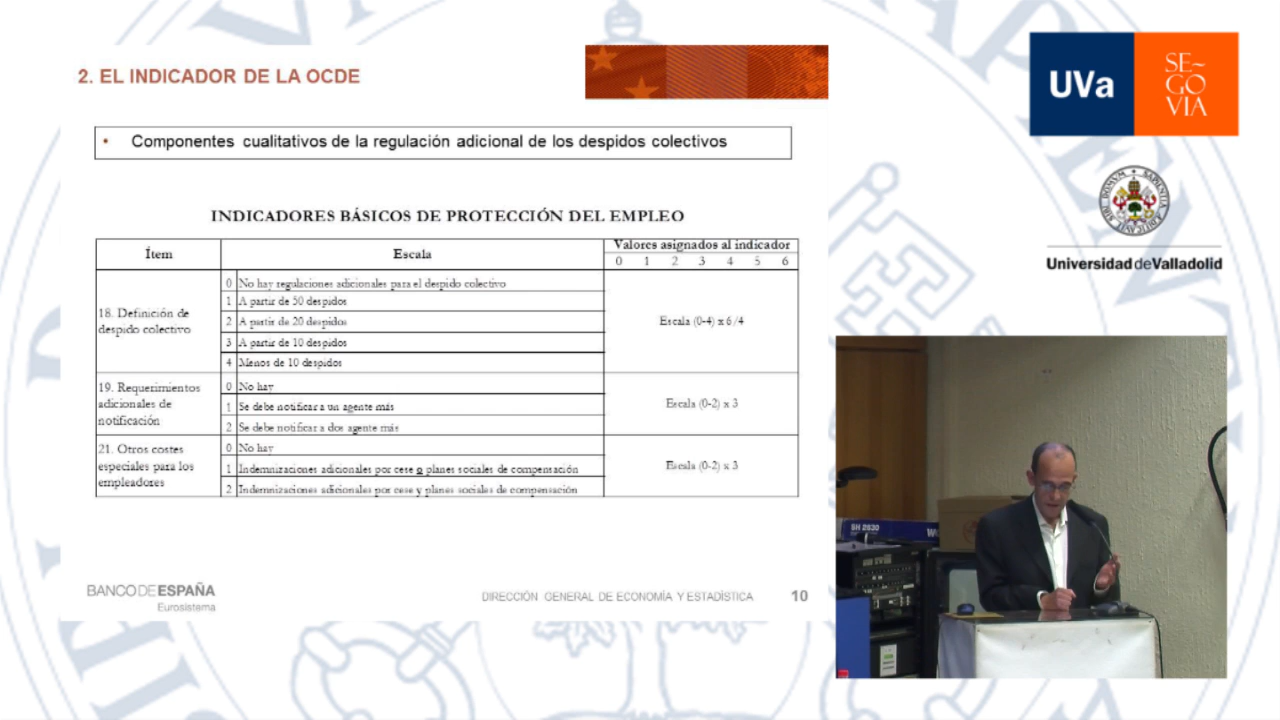 2. EL INDICADOR DE LA OCDE
• Componentes cualitativos de la regulación adicional de los despidos colectivos
INDICADORES BÁSICOS DE PROTECCIÓN DEL EMPLEO
Ítem Escala Valores asignados al indicador
0 1 2 3 4 5 6
18. Definición de
despido colectivo
0 No hay regulaciones adicionales para el despido colectivo
1 A partir de 50 despidos
2 A partir de 20 despidos
3 A partir de 10 despidos
4 Menos de 10 despidos
Escala (0-4) x 6/4
19. Requerimientos
adicionales de
notificación
0 No hay
1 Se debe notificar a un agente más
2 Se debe notificar a dos agente más
Escala (0-2) x 3
21. Otros costes
especiales para los
empleadores
0 No hay
1 Indemnizaciones adicionales por cese o planes sociales de compensación
2 Indemnizaciones adicionales por cese y planes sociales de compensación
Escala (0-2) x 3
BANCO DE ESPAÑA
Eurosistema
DIRECCIÓN GENERAL DE ECONOMÍA Y ESTADÍSTICA 10
UVa
SE~
GO
VIA
Universidad de Valladolid
SH 2830